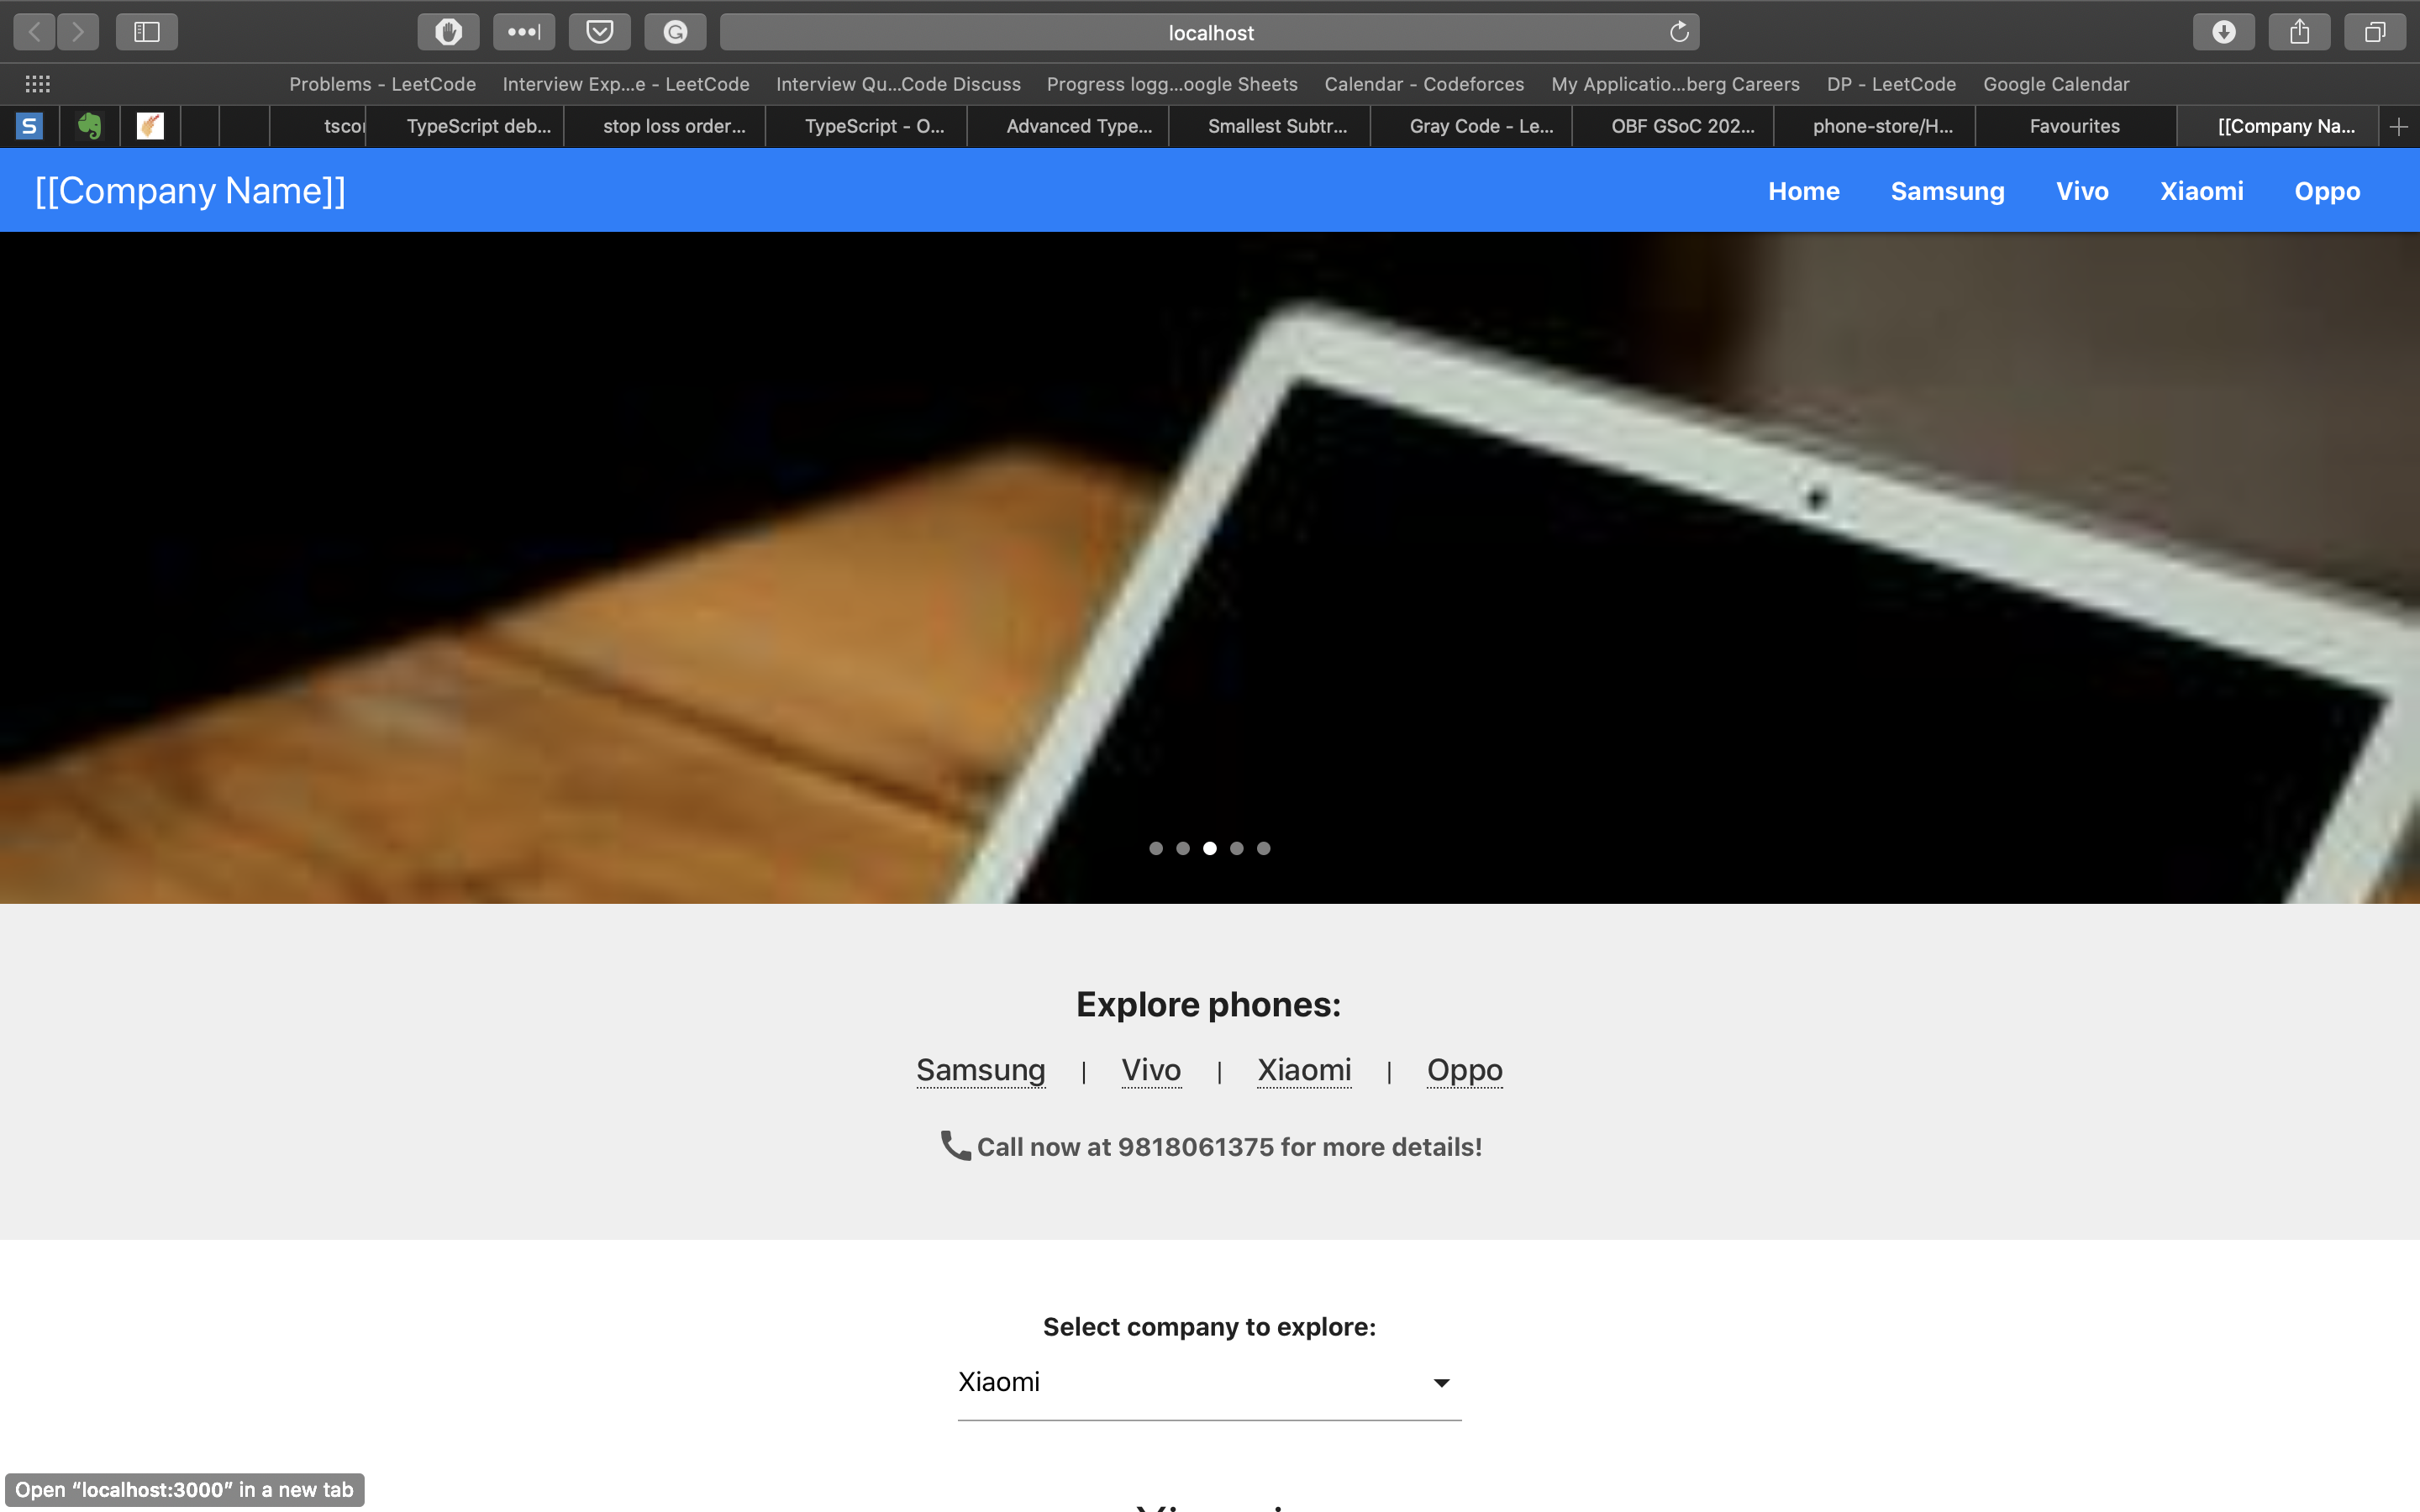 localhost
Problems - LeetCode Interview Exp...e - LeetCode Interview Qu...Code Discuss Progress logg...oogle Sheets Calendar - Codeforces My Applicatio...berg Careers DP - LeetCode Google Calendar
S tscor TypeScript deb... stop loss order... TypeScript - O... Advanced Type... Smallest Subtr... Gray Code - Le... OBF GSoC 202... phone-store/H... Favourites [[Company Na...
[[Company Name]] Home Samsung Vivo Xiaomi Oppo
Explore phones:
Samsung | Vivo | Xiaomi | Oppo
Call now at 9818061375 for more details!
Select company to explore:
Xiaomi
Open “localhost:3000” in a new tab